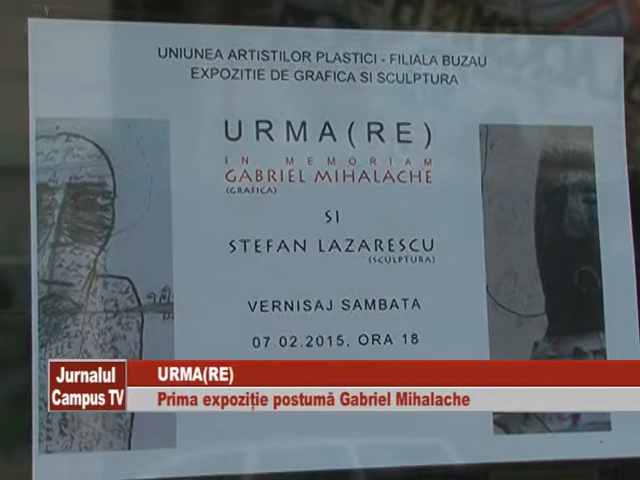 UNIUNEA ARTISTILOR PLASTICI - FILIALA BUZAU
EXPOZITIE DE GRAFICA SI SCULPTURA
URMA(RE)
IN MEMORIAM
GABRIEL MIHALACHE
(GRAFICA)
SI
STEFAN LAZARESCU
(SCULPTURA)
VERNISAJ SAMBATA
07.02.2015, ORA 18
Jurnalul
Campus TV
URMA(RE)
Prima expoziție postumă Gabriel Mihalache